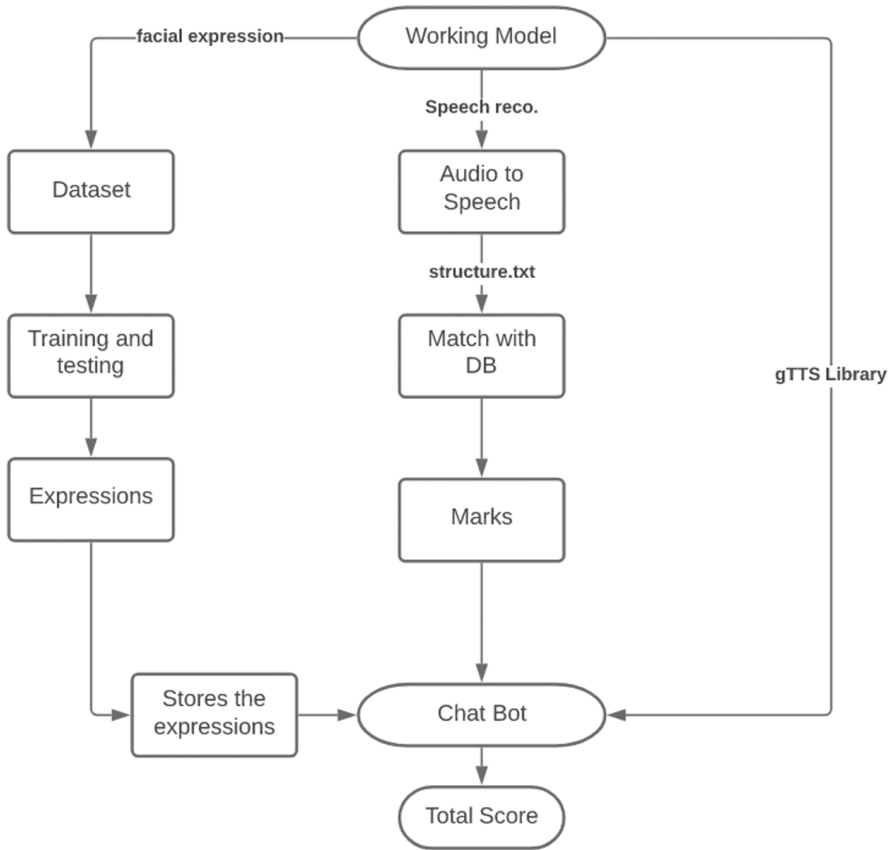 facial expression
Working Model
Speech reco.
Dataset
Audio to
Speech
structure.txt
Training and
testing
Match with
DB
gTTS Library
Expressions
Marks
Stores the
expressions
Chat Bot
Total Score